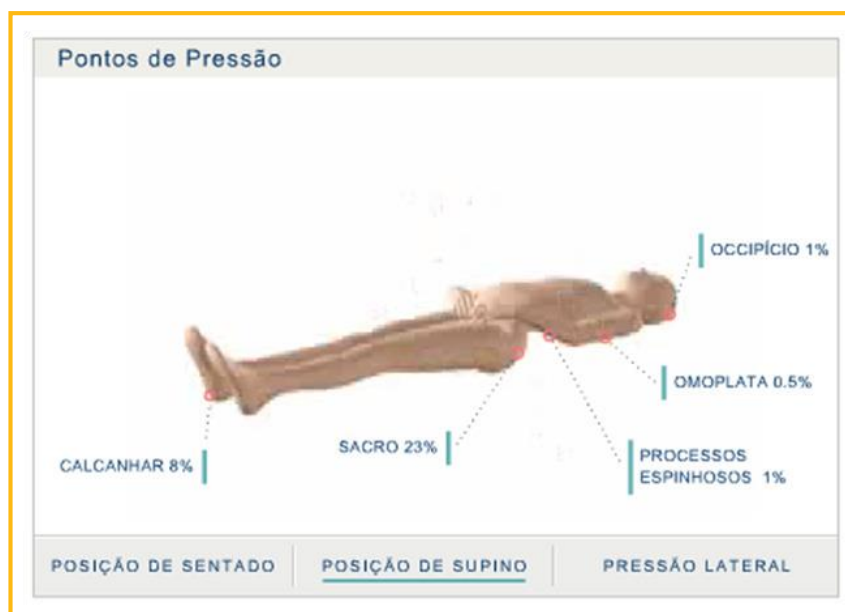 Pontos de Pressão
OCCIPÍCIO 1%
OMOPLATA 0.5%
SACRO 23%
PROCESSOS
ESPINHOSOS 1%
CALCANHAR 8%
POSIÇÃO DE SENTADO
POSIÇÃO DE SUPINO
PRESSÃO LATERAL